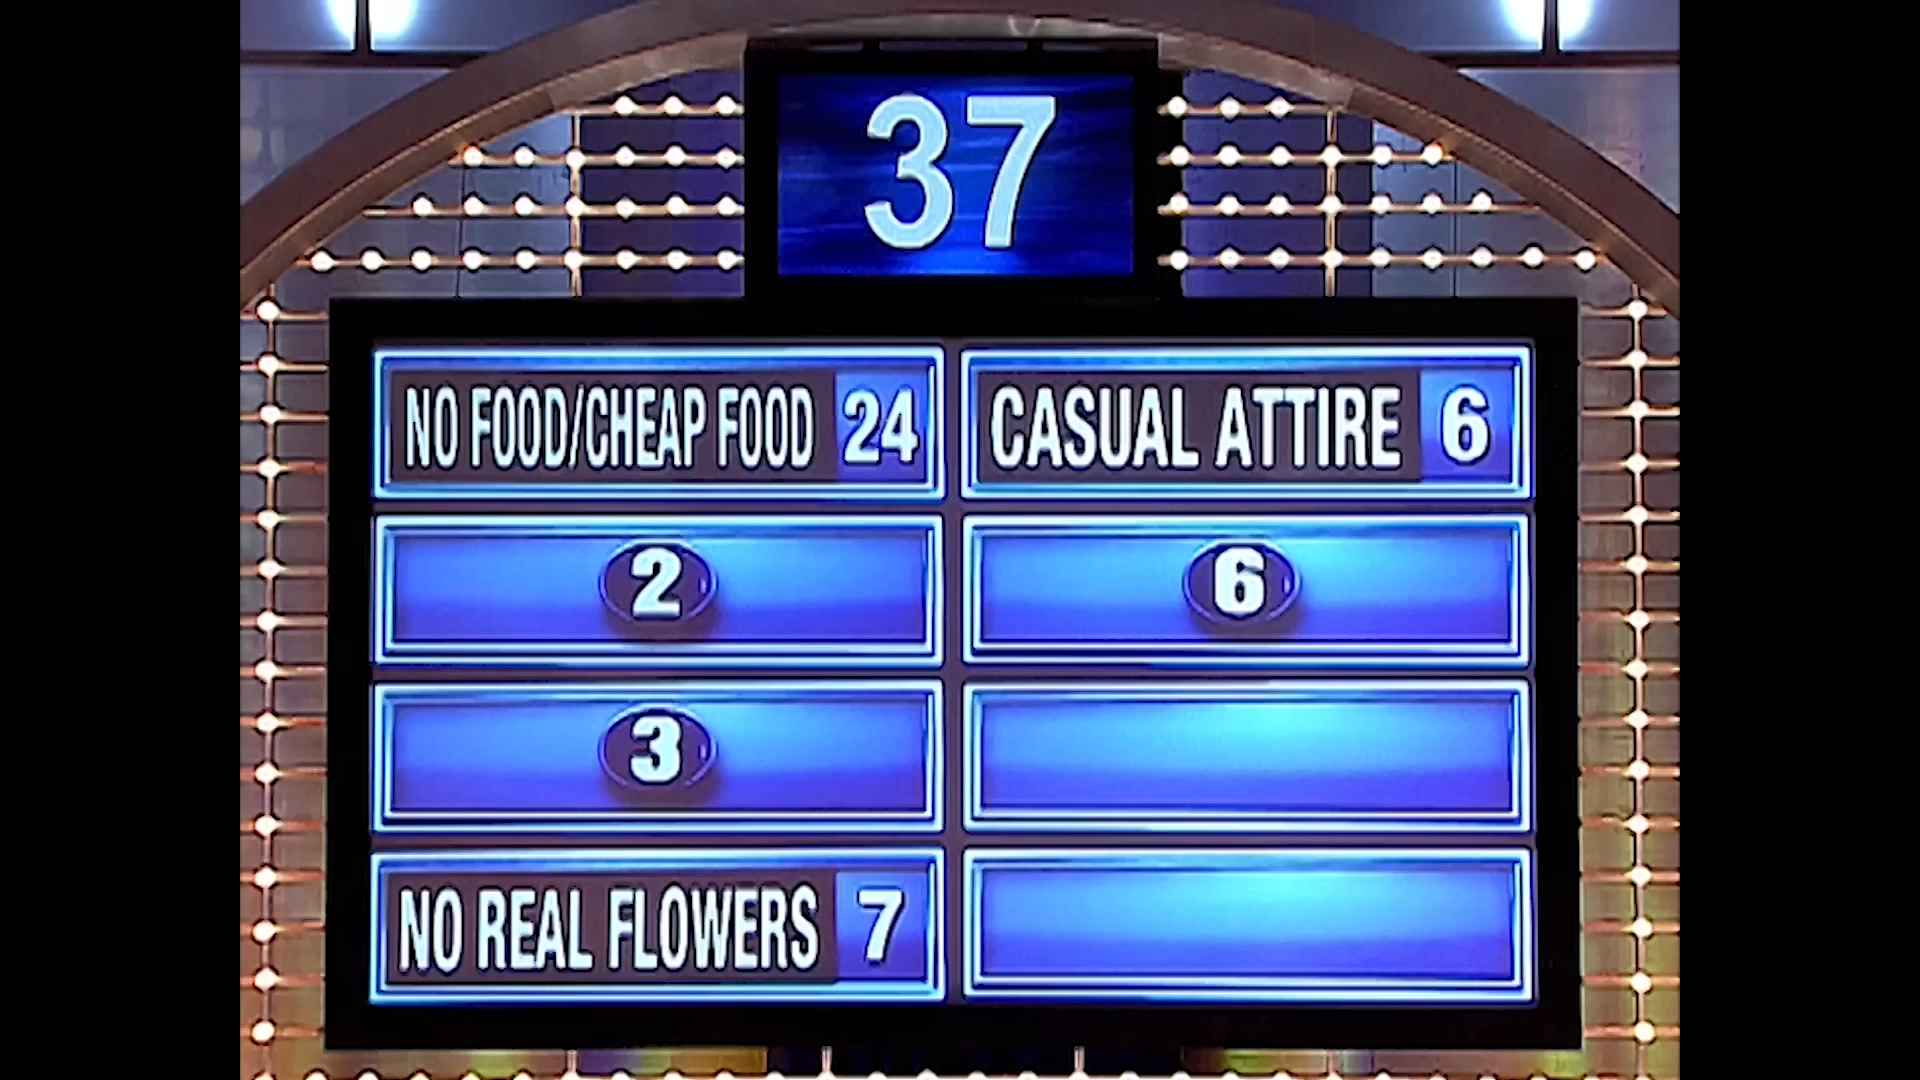 37
NO FOOD/CHEAP FOOD 24
CASUAL ATTIRE 6
2
6
3
NO REAL FLOWERS 7